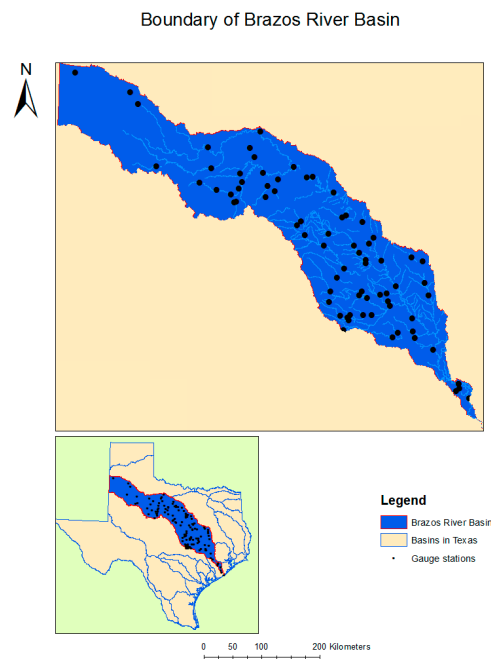 Boundary of Brazos River Basin
N
Legend
Brazos River Basin
Basins in Texas
Gauge stations
0 50 100 200 Kilometers